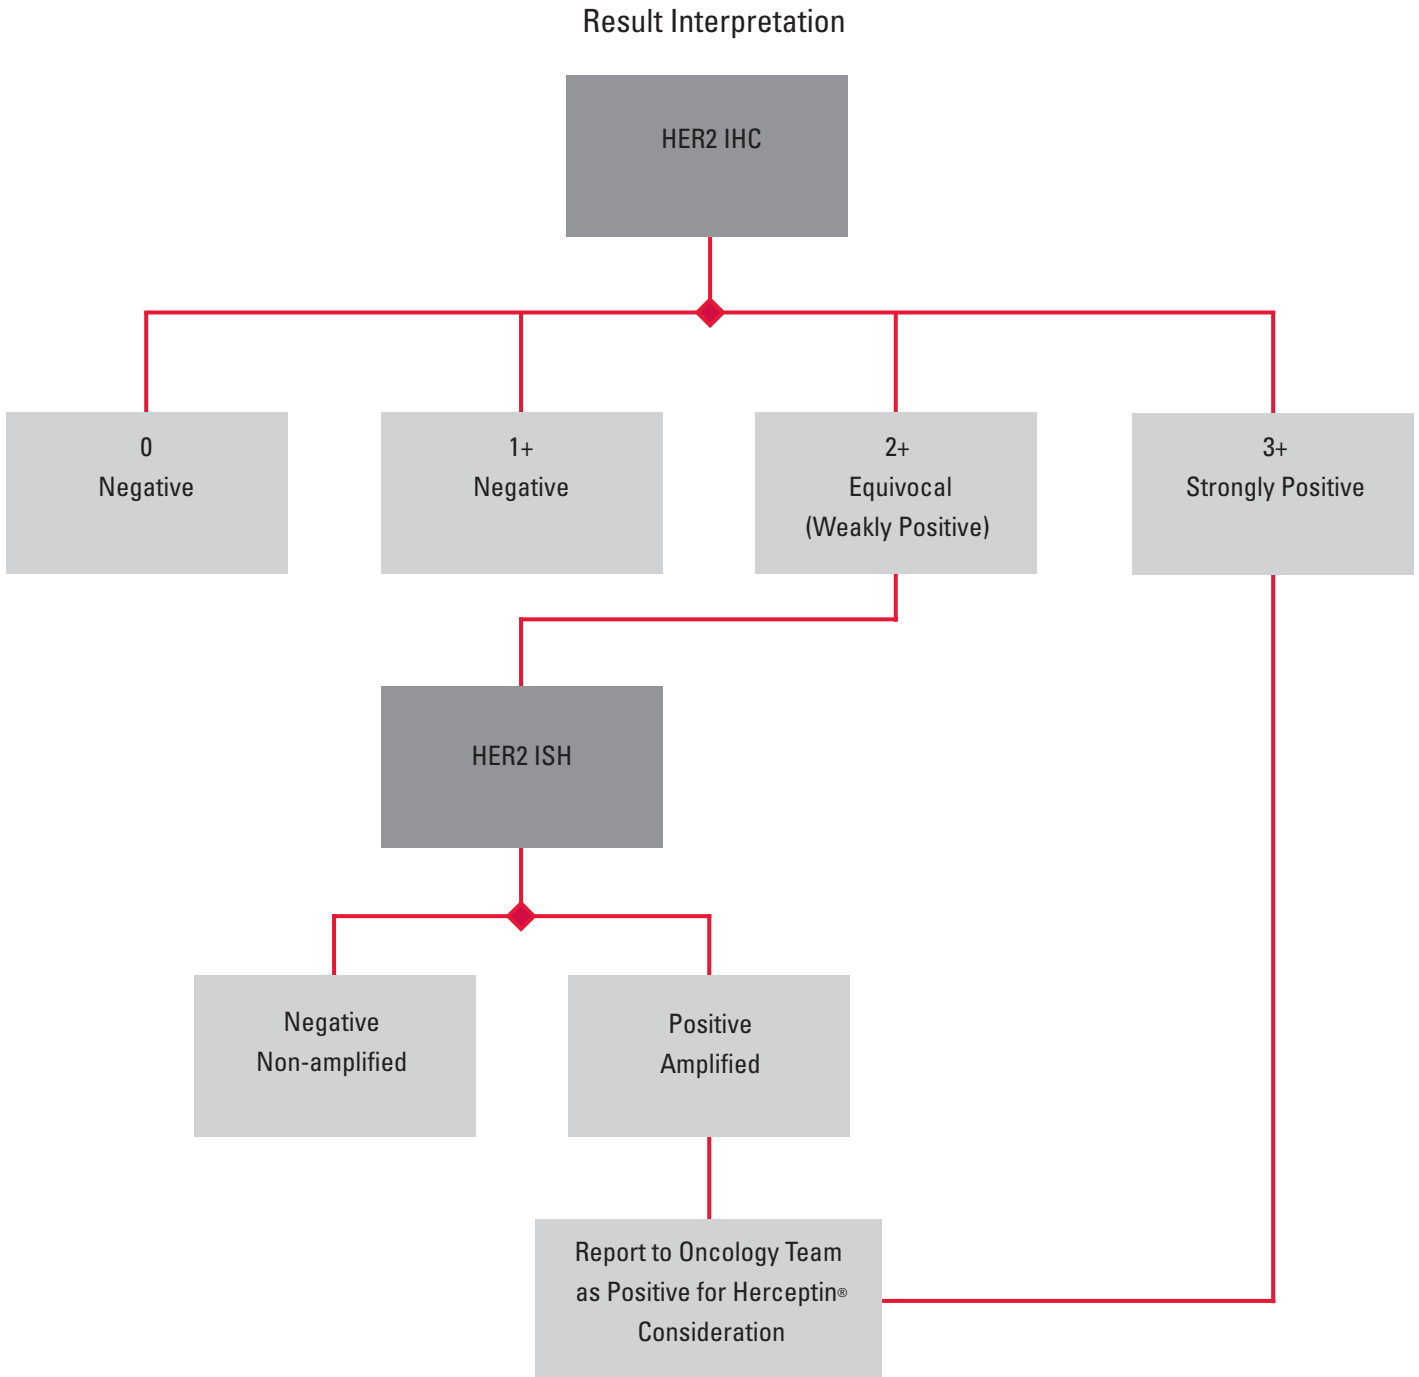 Result Interpretation
HER2 IHC
0
Negative
1+
Negative
2+
Equivocal
(Weakly Positive)
3+
Strongly Positive
HER2 ISH
Negative
Non-amplified
Positive
Amplified
Report to Oncology Team
as Positive for Herceptin®
Consideration